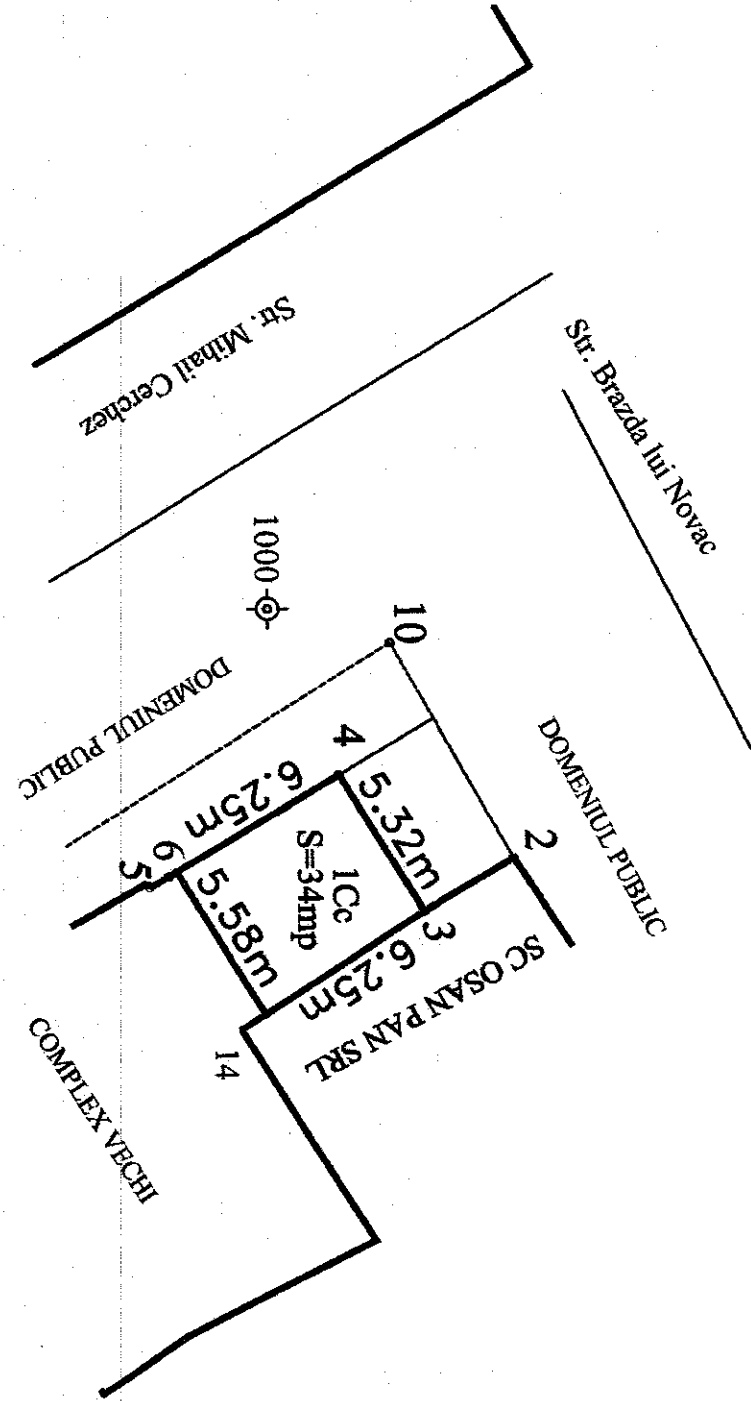 Str. Mihail Cerchez
Str. Brazda lui Novac
1000
10
DOMENIUL PUBLIC
DOMENIUL PUBLIC
4
2
5.32m
6.25m
1Cc
S=34mp
3
6
5
5.58m
6.25m
SC OSAN PAN SRL
14
COMPLEX VECHI